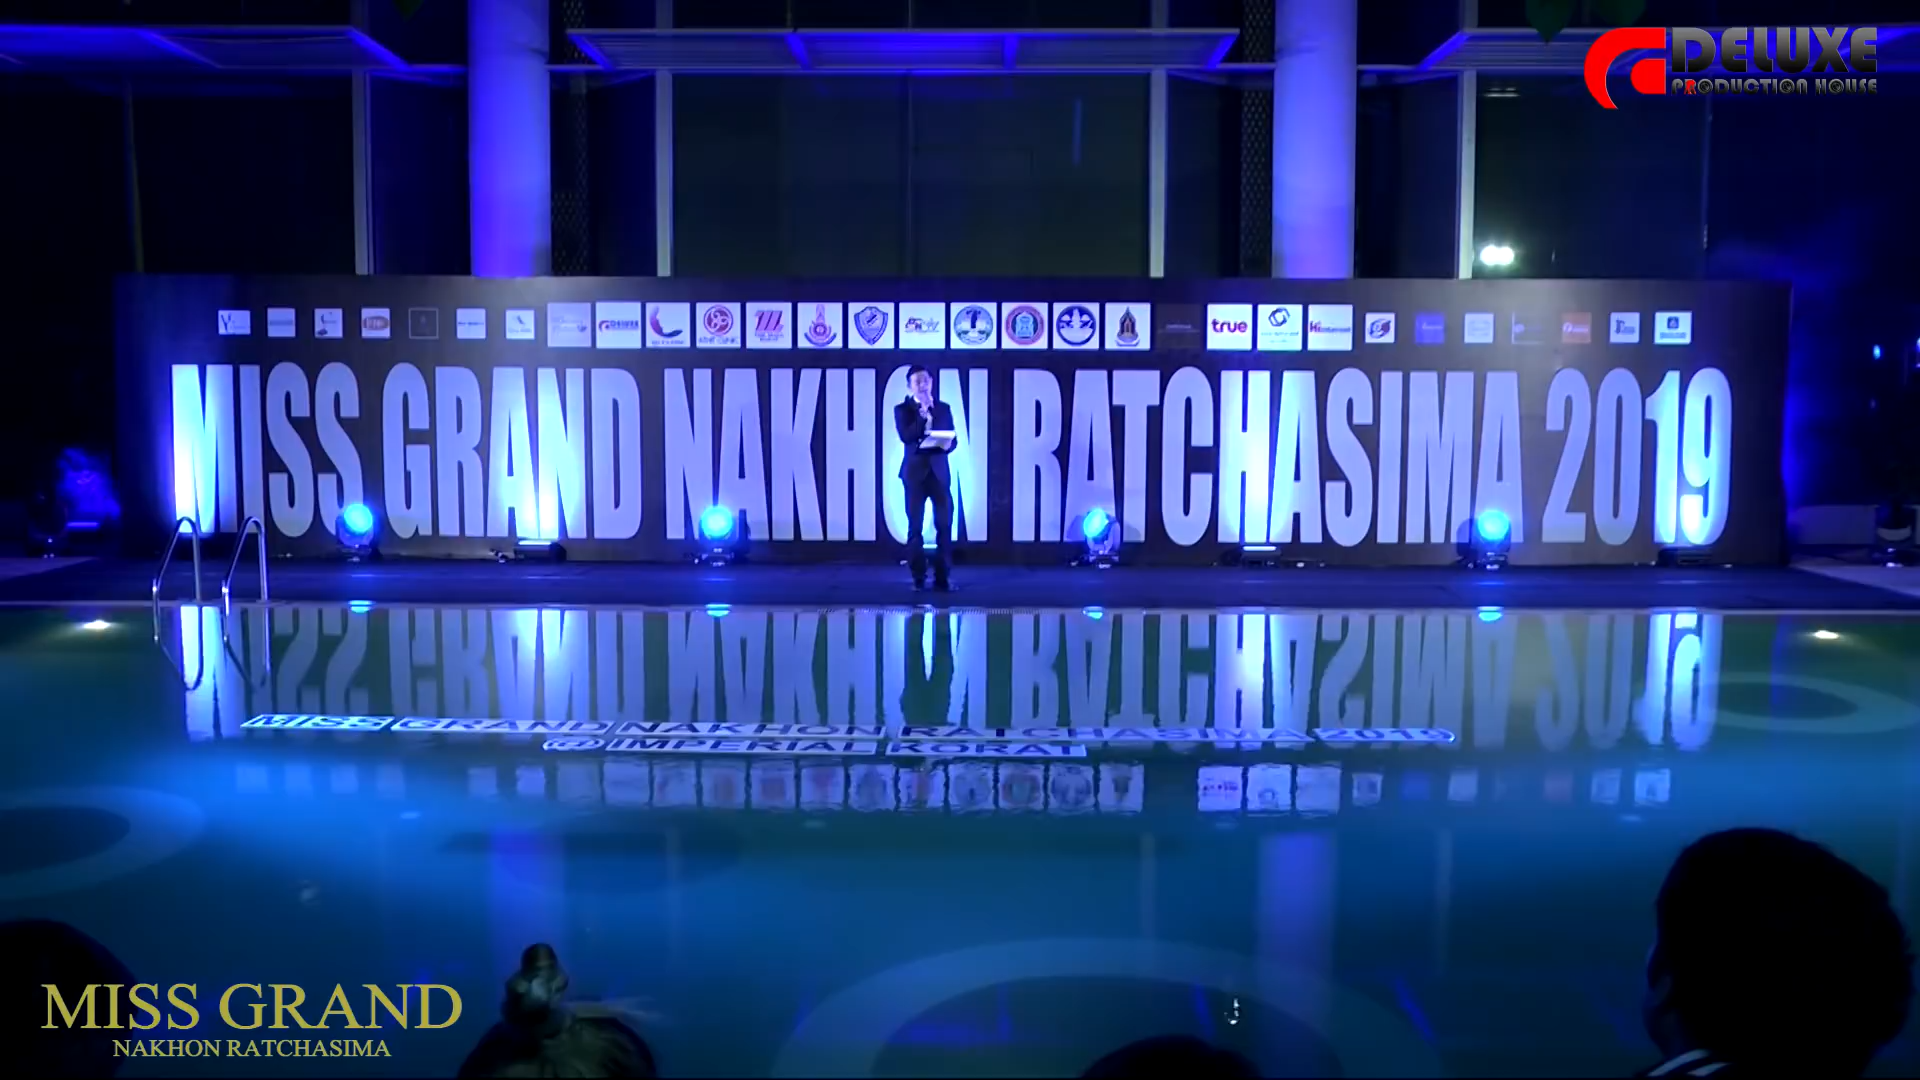 DELUXE
PRODUCTION HOUSE
DELUXE
true
MISS GRAND NAKHON RATCHASIMA 2019
MISS GRAND NAKHON RATCHASIMA 2019
@ IMPERIAL KORAT
MISS GRAND
NAKHON RATCHASIMA